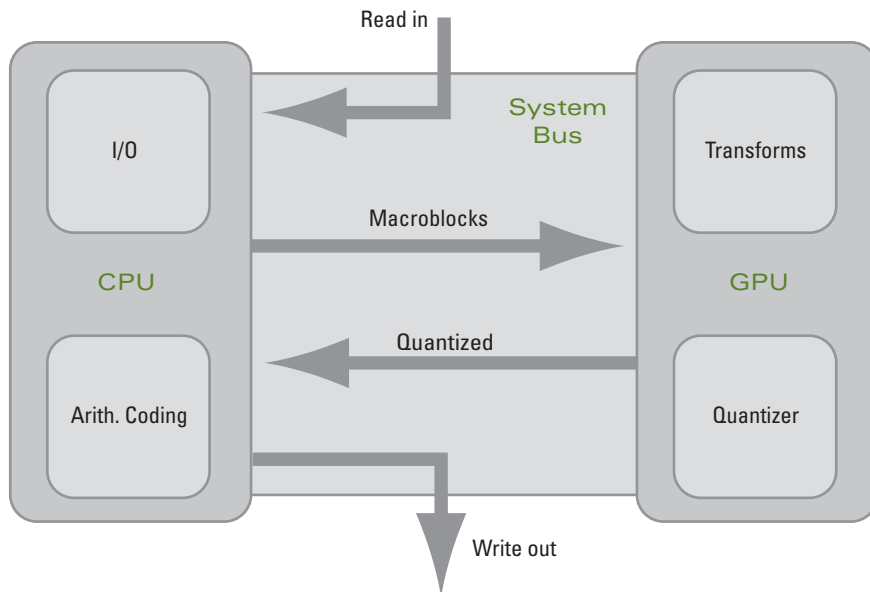 Read in
System
Bus
I/O
Transforms
Macroblocks
CPU
GPU
Quantized
Arith. Coding
Quantizer
Write out